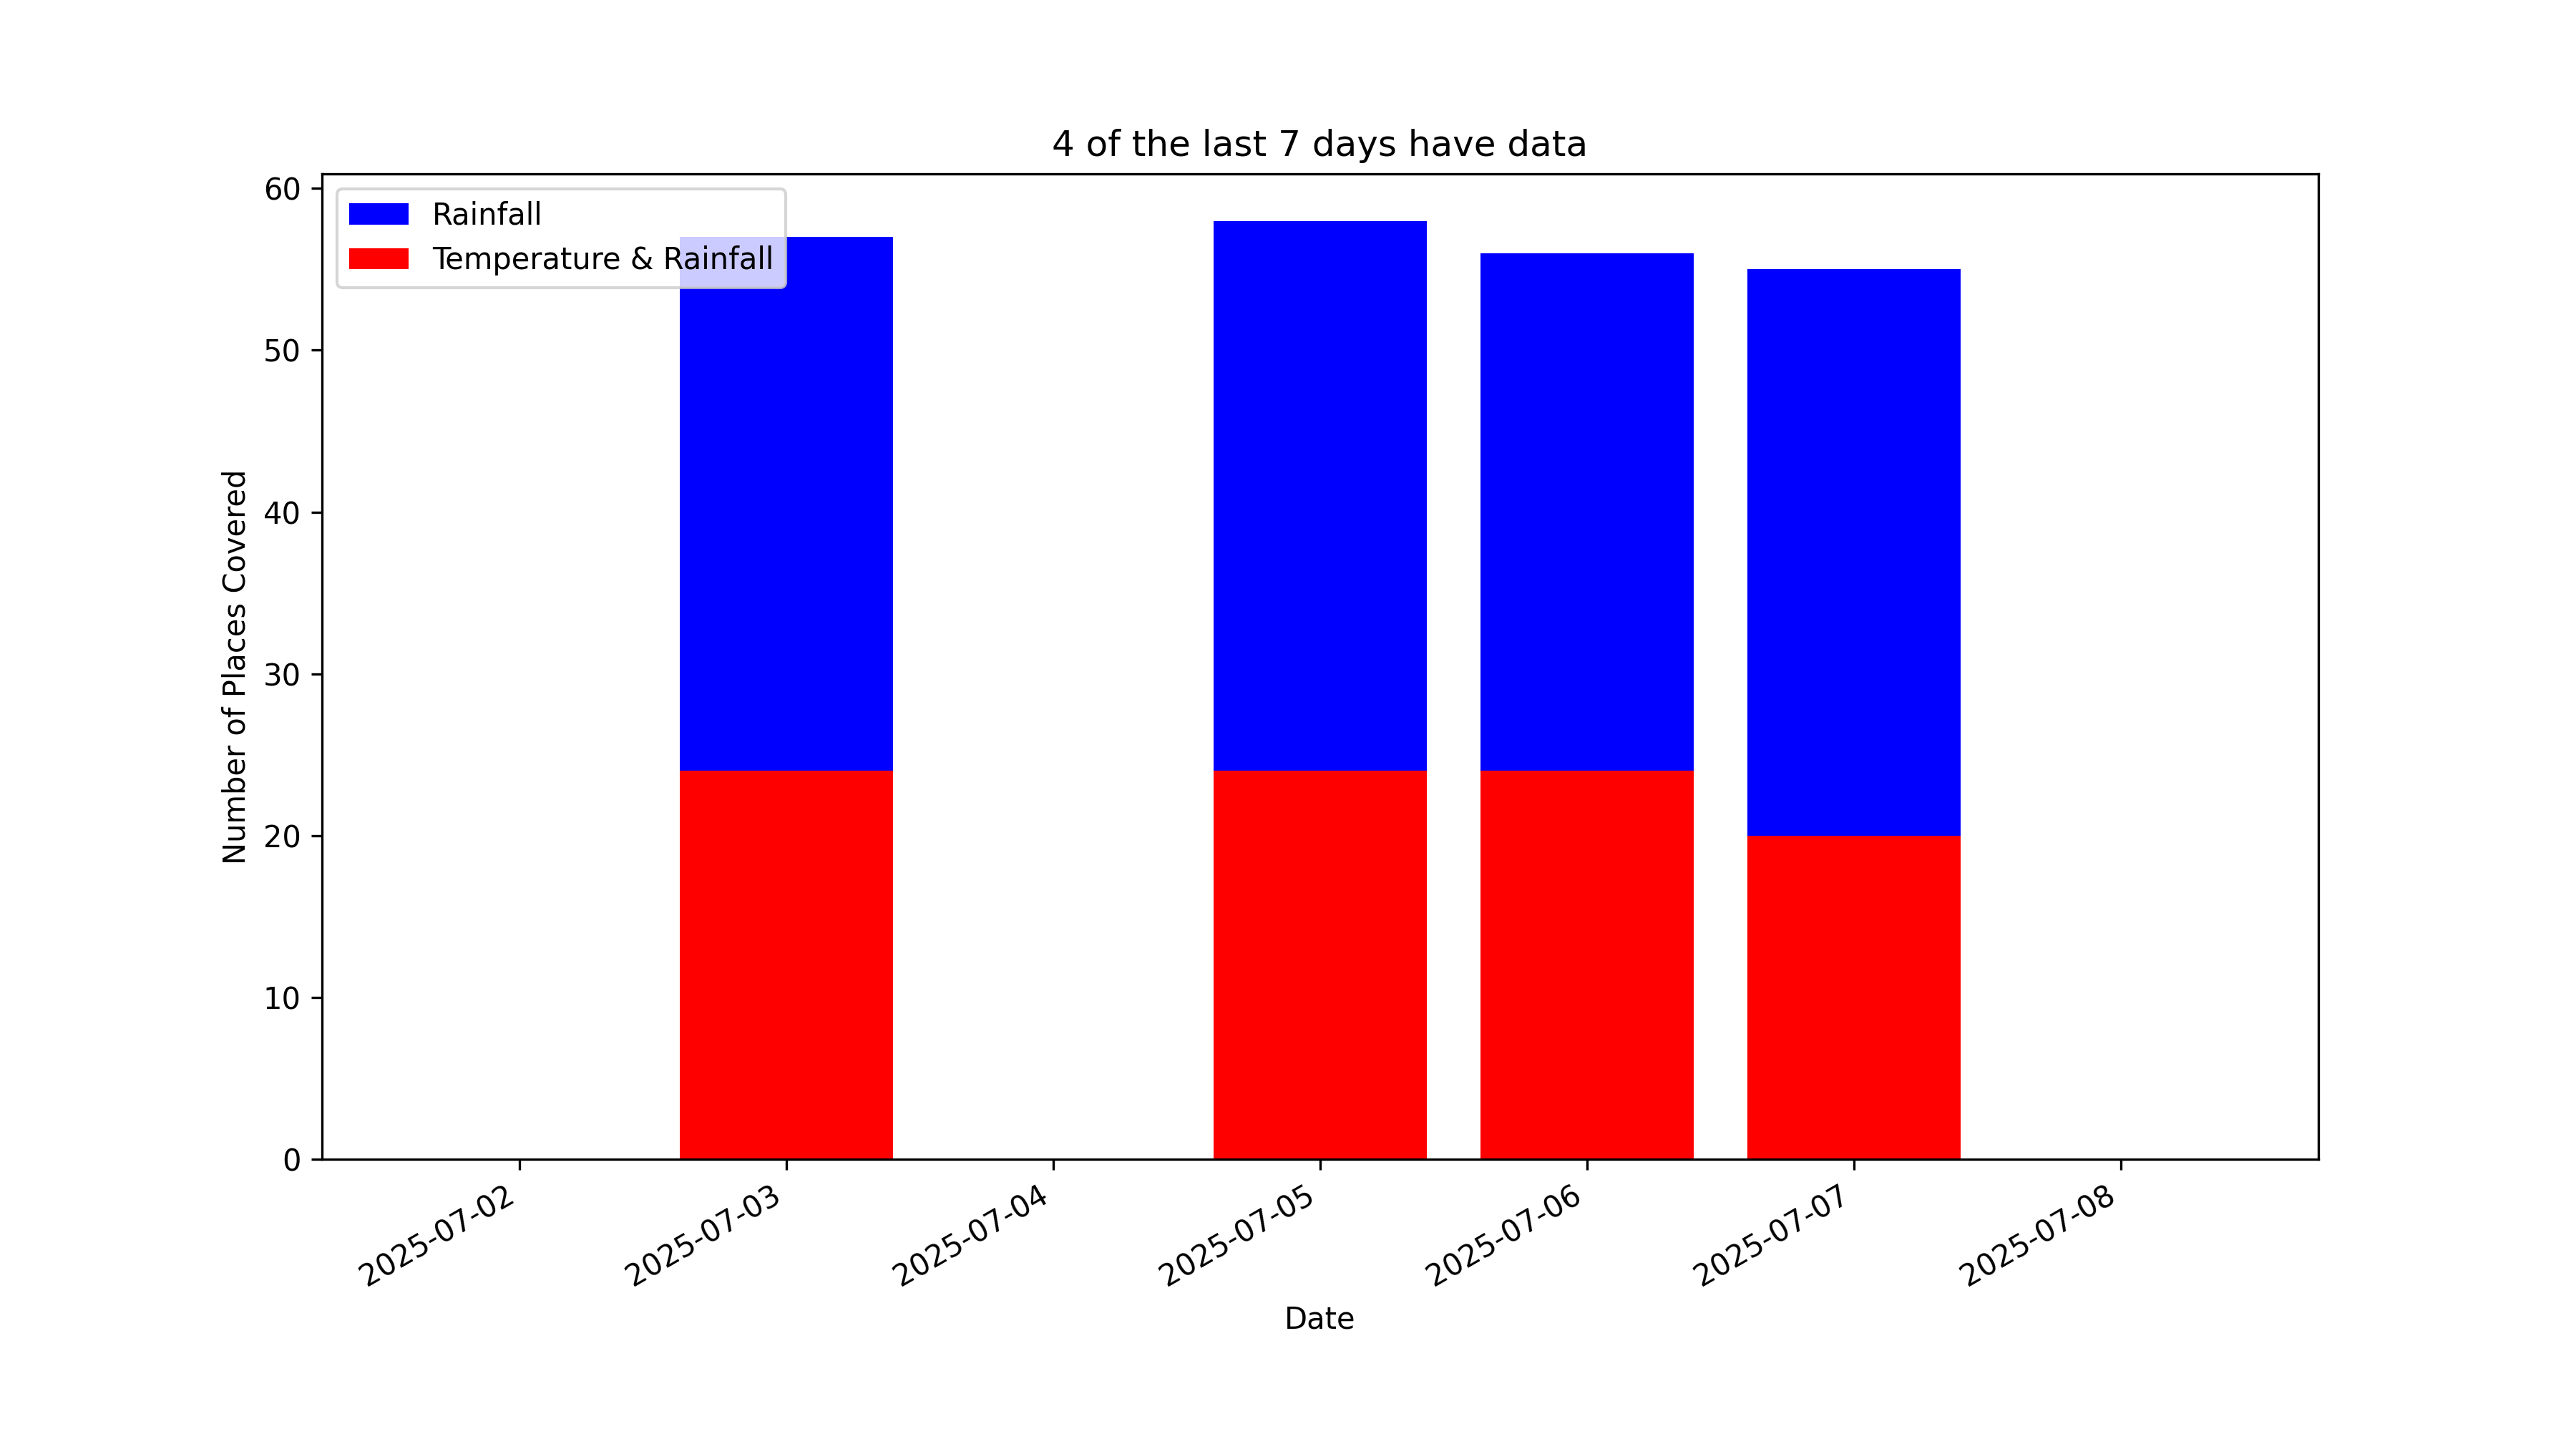 4 of the last 7 days have data
60
Rainfall
Temperature & Rainfall
50
40
30
20
10
0
Number of Places Covered
2025-07-02
2025-07-03
2025-07-04
2025-07-05
2025-07-06
2025-07-07
2025-07-08
Date